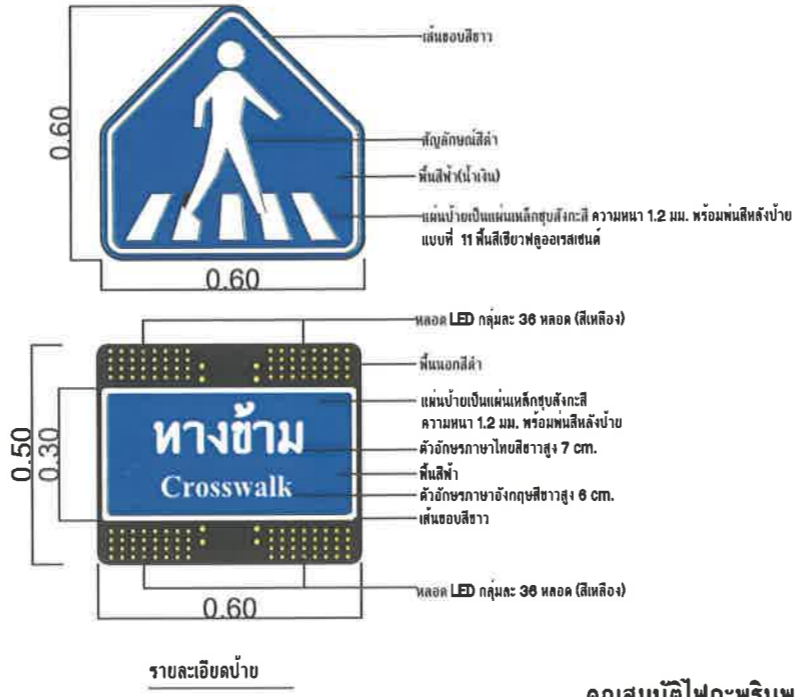 เส้นขอบสีขาว
0.60
สัญลักษณ์สีดำ
พื้นสีฟ้า(น้ำเงิน)
แผ่นป้ายเป็นแผ่นเหล็กชุบสังกะสี ความหนา 1.2 มม. พร้อมพ่นสีหลังป้าย
แบบที่ 11 พื้นสีเขียวฟลูออเรสเซนต์
0.60
หลอด LED กลุ่มละ 36 หลอด (สีเหลือง)
พื้นนอกสีดำ
แผ่นป้ายเป็นแผ่นเหล็กชุบสังกะสี
ความหนา 1.2 มม. พร้อมพ่นสีหลังป้าย
0.50
0.30
ทางข้าม
ตัวอักษรภาษาไทยสีขาวสูง 7 cm.
พื้นสีฟ้า
Crosswalk
ตัวอักษรภาษาอังกฤษสีขาวสูง 6 cm.
เส้นขอบสีขาว
หลอด LED กลุ่มละ 36 หลอด (สีเหลือง)
0.60
รายละเอียดป้าย